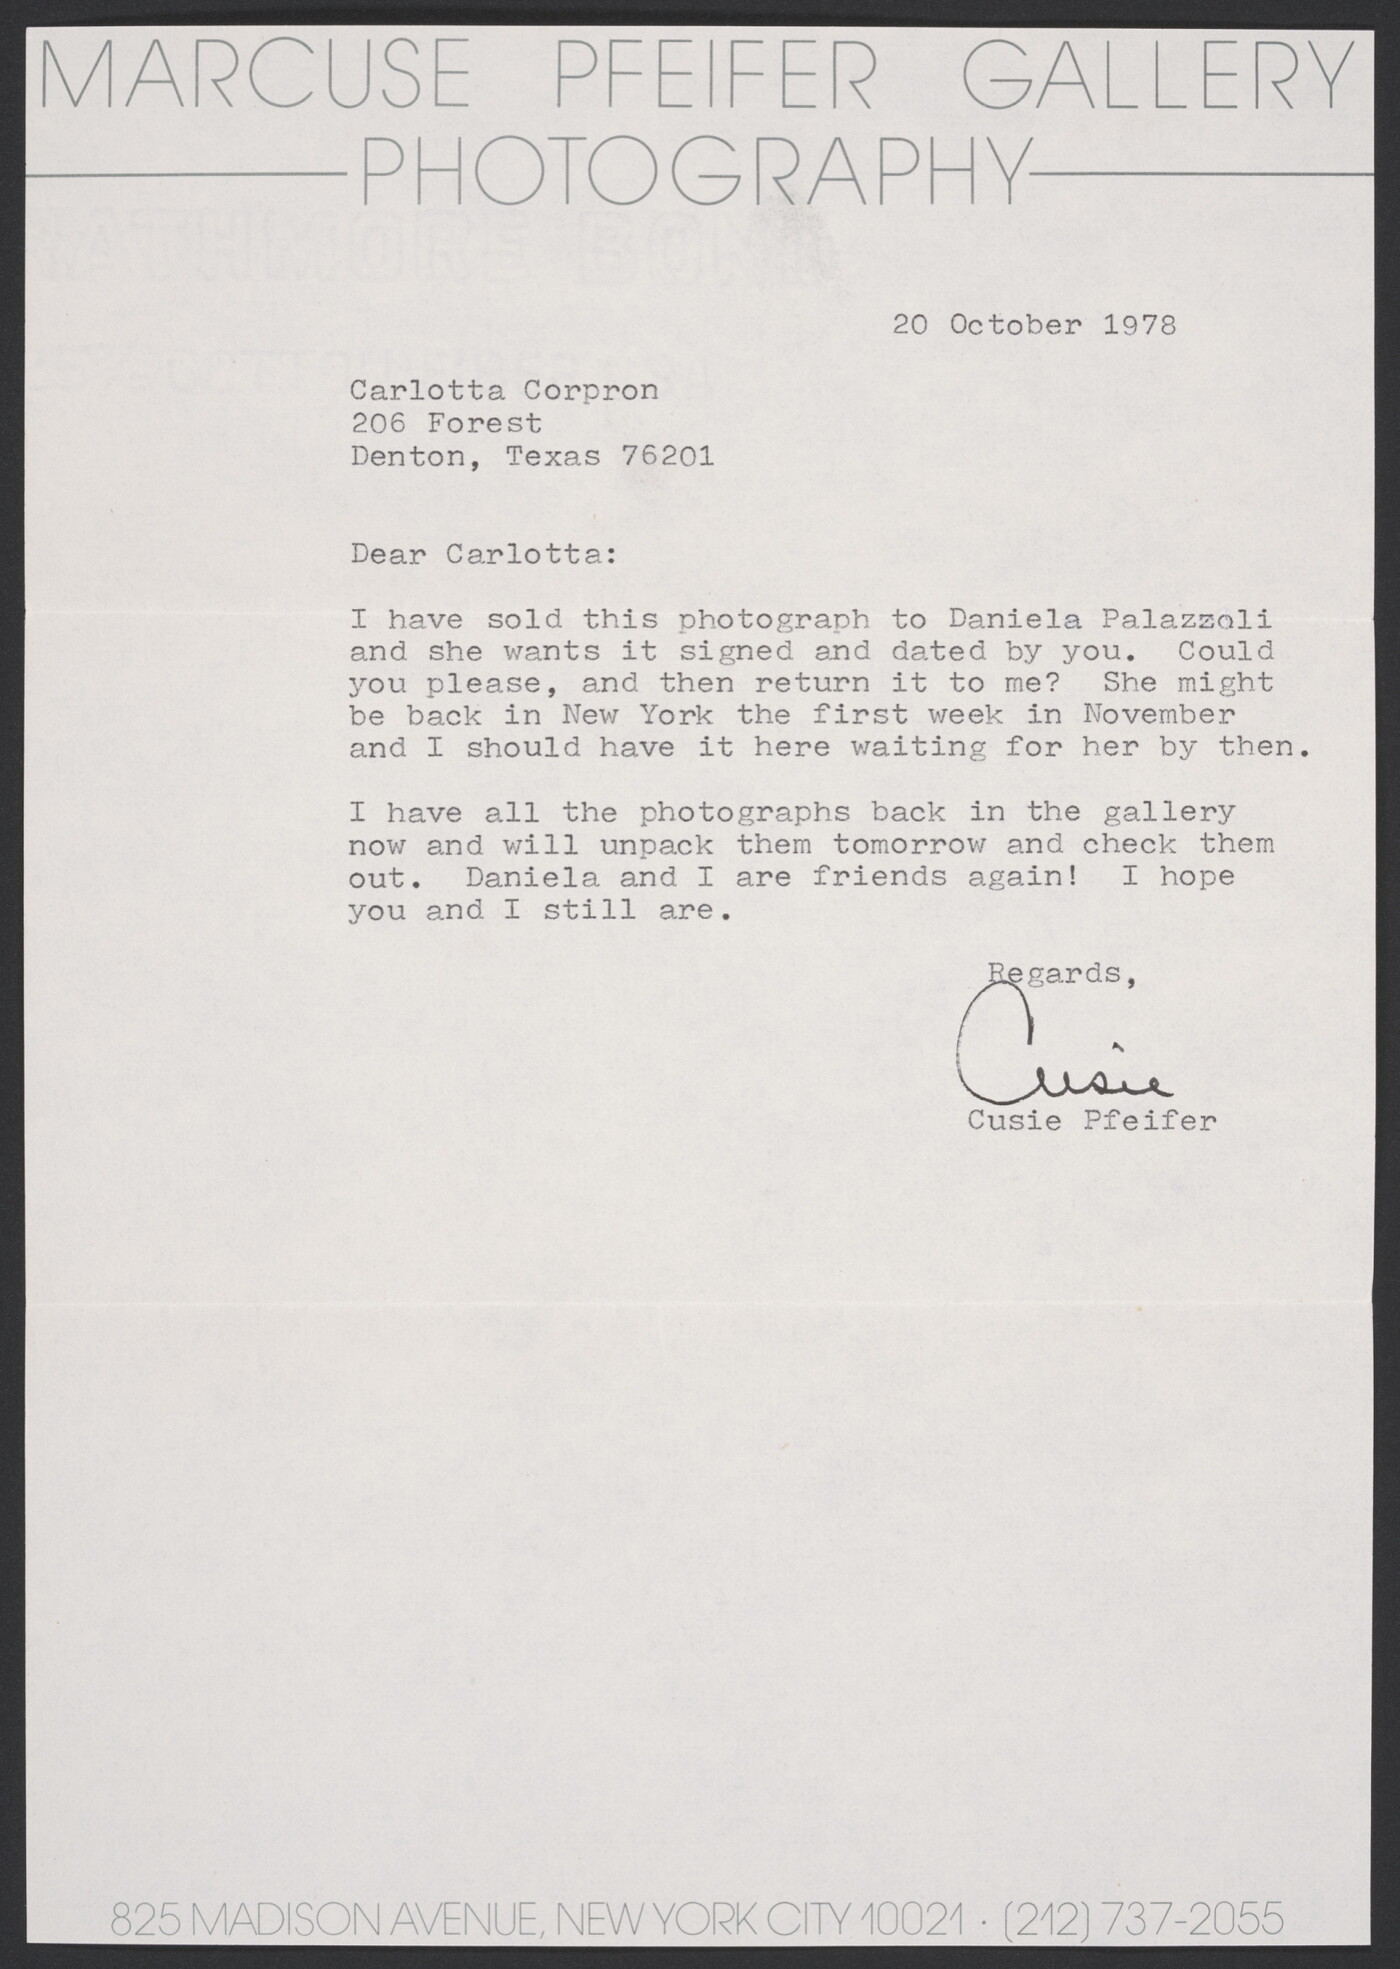 MARCUSE PFEIFER GALLERY
PHOTOGRAPHY
20 October 1978
Carlotta Corpron
206 Forest
Denton, Texas 76201
Dear Carlotta:
I have sold this photograph to Daniela Palazzoli
and she wants it signed and dated by you.  Could
you please, and then return it to me?  She might
be back in New York the first week in November
and I should have it here waiting for her by then.
I have all the photographs back in the gallery
now and will unpack them tomorrow and check them
out.  Daniela and I are friends again!  I hope
you and I still are.
Regards,
Cusie
Cusie Pfeifer
825 MADISON AVENUE, NEW YORK CITY 10021 · (212) 737-2055